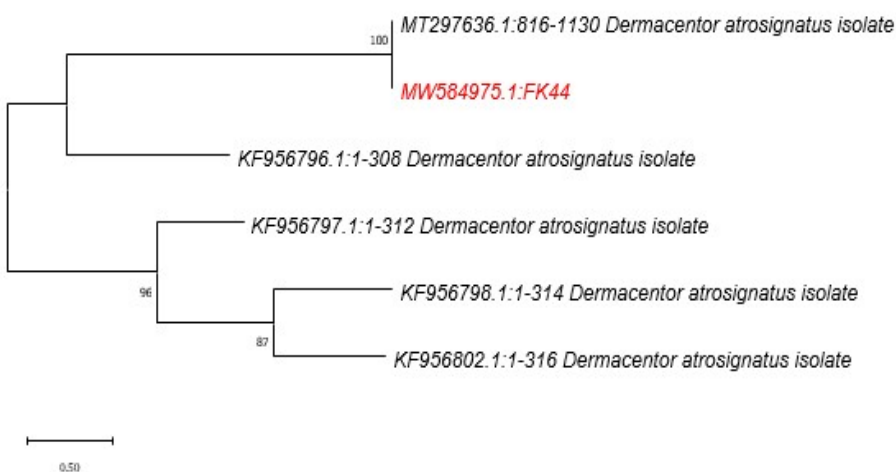 MT297636.1:816-1130 Dermacentor atrosignatus isolate
100
MW584975.1:FK44
KF956796.1:1-308 Dermacentor atrosignatus isolate
KF956797.1:1-312 Dermacentor atrosignatus isolate
96
KF956798.1:1-314 Dermacentor atrosignatus isolate
87
KF956802.1:1-316 Dermacentor atrosignatus isolate
0.50